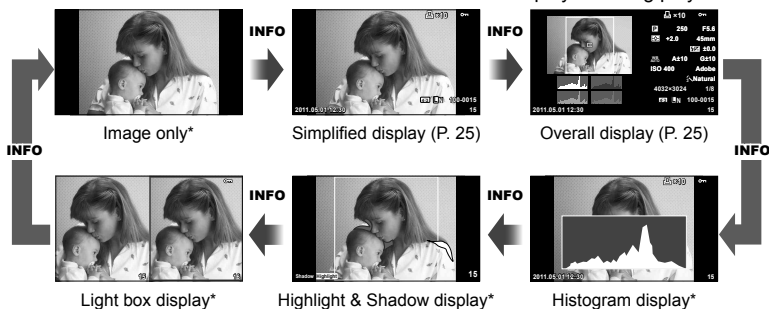 INFO
INFO
×10
2011.05.01 12:30
N 100-0015
15
×10
P 250 F5.6
+2.0 45mm
±0.0
A±10 G±10
ISO 400 Adobe
Natural
4032×3024 1/8
N 100-0015
2011.05.01 12:30
15
Image only*
Simplified display (P. 25)
Overall display (P. 25)
INFO
INFO
INFO
INFO
15
16
Shadow Highlight
15
×10
2011.05.01 12:30
15
Light box display*
Highlight & Shadow display*
Histogram display*